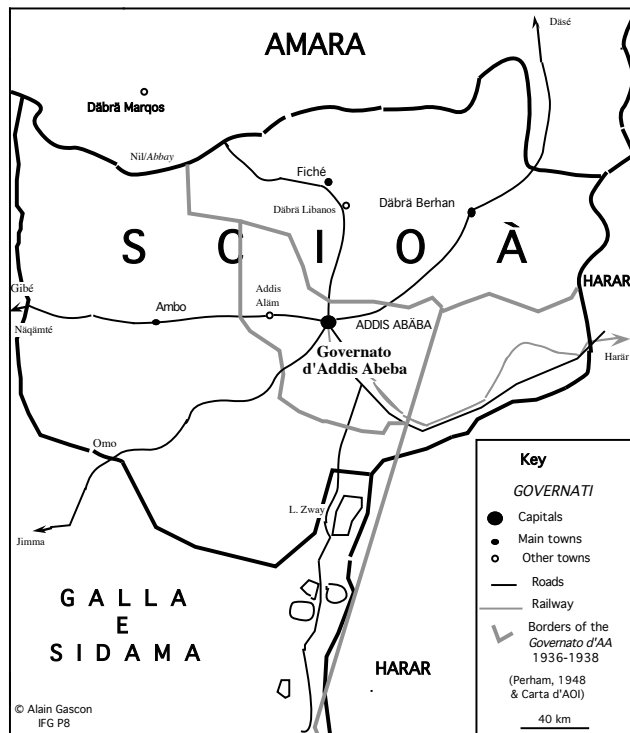 Däsé
AMARA
Däbrä Marqos
Nil/Abbay
Fiché
Däbrä Libanos
Däbrä Berhan
S C I O À
Gibé
HARAR
Addis
Aläm
Ambo
ADDIS ABÄBA
Näqämté
Governato
d'Addis Abeba
Harär
Omo
Key
GOVERNATI
Capitals
L. Zway
Main towns
Jimma
Other towns
Roads
GALLA
E
SIDAMA
Railway
Borders of the
Governato d'AA
1936-1938
HARAR
(Perham, 1948
& Carta d'AOI)
© Alain Gascon
IFG P8
40 km